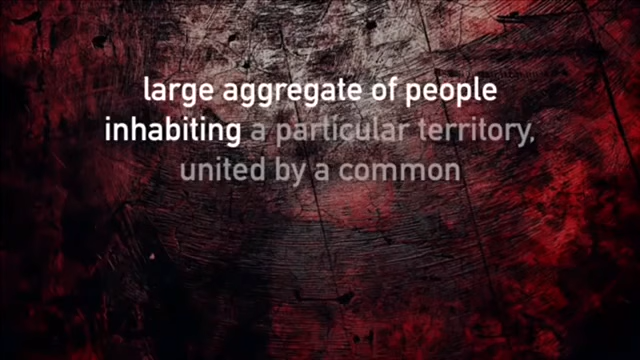 large aggregate of people
inhabiting a particular territory,
united by a common